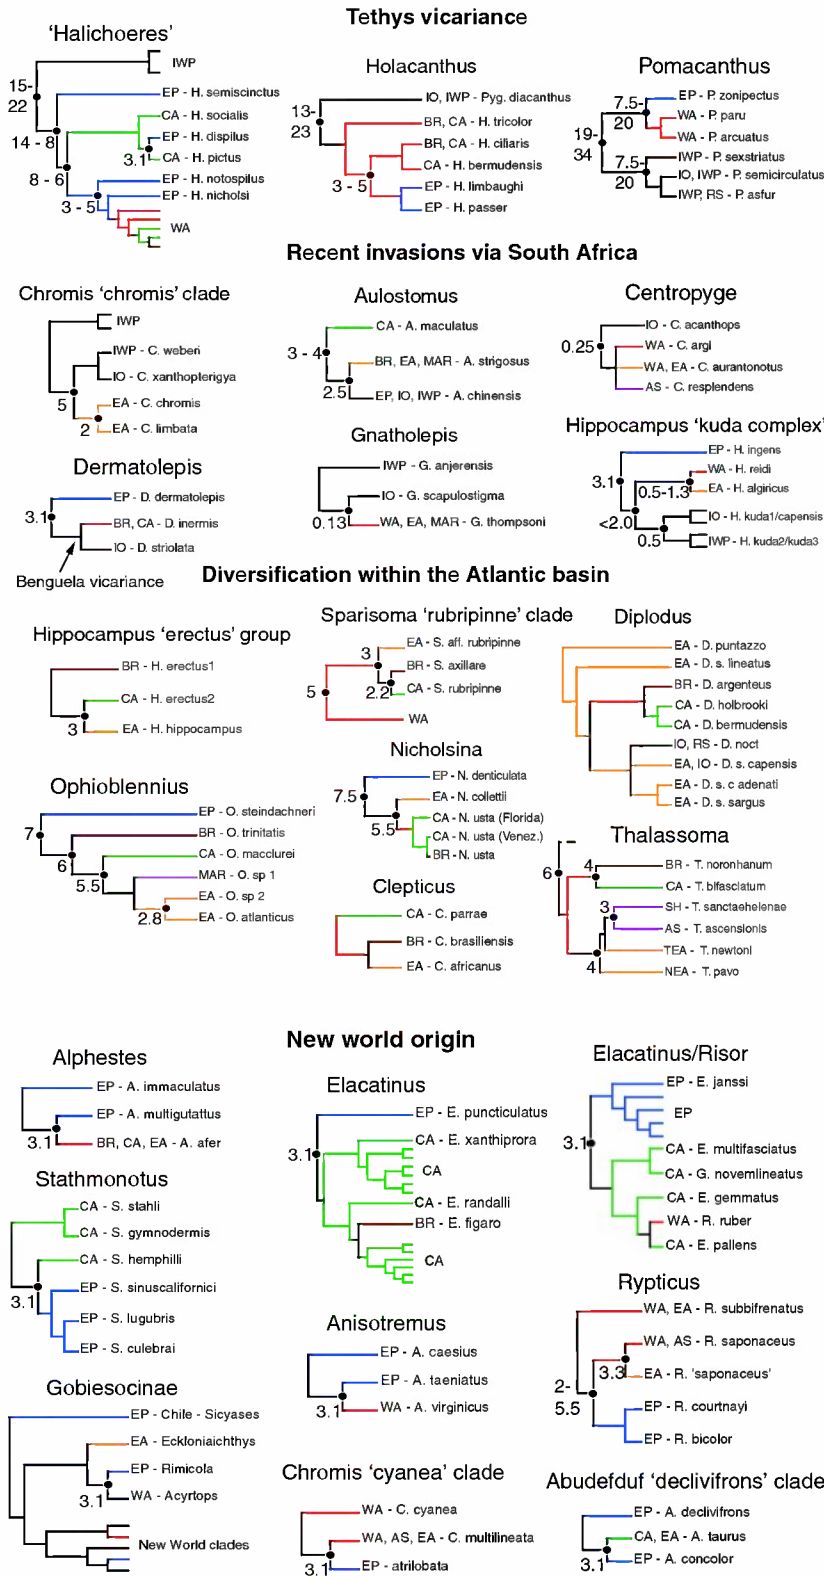 Tethys vicariance
'Halichoeres'
IWP
15-
22
EP - H. semiscinctus
CA - H. socialis
EP - H. dispilus
3.1
CA - H. pictus
14 - 8
8 - 6
EP - H. notospilus
3 - 5
EP - H. nicholsi
WA
Holacanthus
IO, IWP - Pyg. diacanthus
13-
23
BR, CA - H. tricolor
BR, CA - H. ciliaris
CA - H. bermudensis
3 - 5
EP - H. limbaughi
EP - H. passer
Pomacanthus
7.5-
20
EP - P. zonipectus
WA - P. paru
WA - P. arcuatus
19-
34
7.5-
20
IWP - P. sexstriatus
IO, IWP - P. semicirculatus
IWP, RS - P. asfur
Recent invasions via South Africa
Chromis 'chromis' clade
IWP
IWP - C. weberi
IO - C. xanthopterigya
5
EA - C. chromis
2
EA - C. limbata
Aulostomus
CA - A. maculatus
3 - 4
BR, EA, MAR - A. strigosus
2.5
EP, IO, IWP - A. chinensis
Centropyge
IO - C. acanthops
0.25
WA - C. argi
WA, EA - C. aurantonotus
AS - C. resplendens
Dermatolepis
EP - D. dermatolepis
3.1
BR, CA - D. inermis
IO - D. striolata
Benguela vicariance
Gnatholepis
IWP - G. anjerensis
IO - G. scapulostigma
0.13
WA, EA, MAR - G. thompsoni
Hippocampus 'kuda complex'
EP - H. ingens
3.1
WA - H. reidi
0.5-1.3
EA - H. algiricus
<2.0
IO - H. kuda1/capensis
0.5
IWP - H. kuda2/kuda3
Diversification within the Atlantic basin
Hippocampus 'erectus' group
BR - H. erectus1
CA - H. erectus2
3
EA - H. hippocampus
Sparisoma 'rubripinne' clade
EA - S. aff. rubripinne
3
BR - S. axillare
2.2
CA - S. rubripinne
5
WA
Diplodus
EA - D. puntazzo
EA - D. s. lineatus
BR - D. argenteus
CA - D. holbrooki
CA - D. bermudensis
IO, RS - D. noct
EA, IO - D. s. capensis
EA - D. s. c adenati
EA - D. s. sargus
Ophioblennius
EP - O. steindachneri
7
BR - O. trinitatis
6
CA - O. macclurei
5.5
MAR - O. sp 1
EA - O. sp 2
2.8
EA - O. atlanticus
Nicholsina
EP - N. denticulata
7.5
EA - N. collettii
5.5
CA - N. usta (Florida)
CA - N. usta (Venez.)
BR - N. usta
Clepticus
CA - C. parrae
BR - C. brasiliensis
EA - C. africanus
Thalassoma
6
4
BR - T. noronhanum
CA - T. bifasciatum
3
SH - T. sanctaehelenae
AS - T. ascensionis
TEA - T. newtoni
4
NEA - T. pavo
New world origin
Alphestes
EP - A. immaculatus
EP - A. multigutattus
3.1
BR, CA, EA - A. afer
Elacatinus
EP - E. puncticulatus
3.1
CA - E. xanthiprora
CA
CA - E. randalli
BR - E. figaro
CA
Elacatinus/Risor
EP - E. janssi
EP
3.1
CA - E. multifasciatus
CA - G. novemlineatus
CA - E. gemmatus
WA - R. ruber
CA - E. pallens
Stathmonotus
CA - S. stahli
CA - S. gymnodermis
CA - S. hemphilli
3.1
EP - S. sinuscalifornici
EP - S. lugubris
EP - S. culebrai
Anisotremus
EP - A. caesius
EP - A. taeniatus
3.1
WA - A. virginicus
Rypticus
WA, EA - R. subbifrenatus
WA, AS - R. saponaceus
3.3
EA - R. 'saponaceus'
2-
5.5
EP - R. courtnayi
EP - R. bicolor
Gobiesocinae
EP - Chile - Sicyases
EA - Eckloniaichthys
EP - Rimicola
3.1
WA - Acyrtops
New World clades
Chromis 'cyanea' clade
WA - C. cyanea
WA, AS, EA - C. multilineata
3.1
EP - atrilobata
Abudefduf 'declivifrons' clade
EP - A. declivifrons
CA, EA - A. taurus
3.1
EP - A. concolor